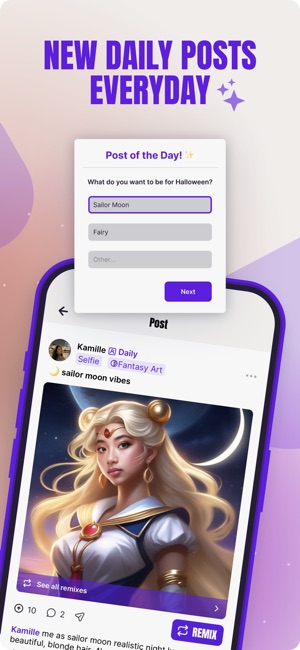 NEW DAILY POSTS
EVERYDAY
Post of the Day! ✨
What do you want to be for Halloween?
Sailor Moon
Fairy
Other...
Next
Post
Kamille Daily
Selfie Fantasy Art
🌙 sailor moon vibes
See all remixes
10 2
REMIX
Kamille me as sailor moon realistic night
beautiful, blonde hair,